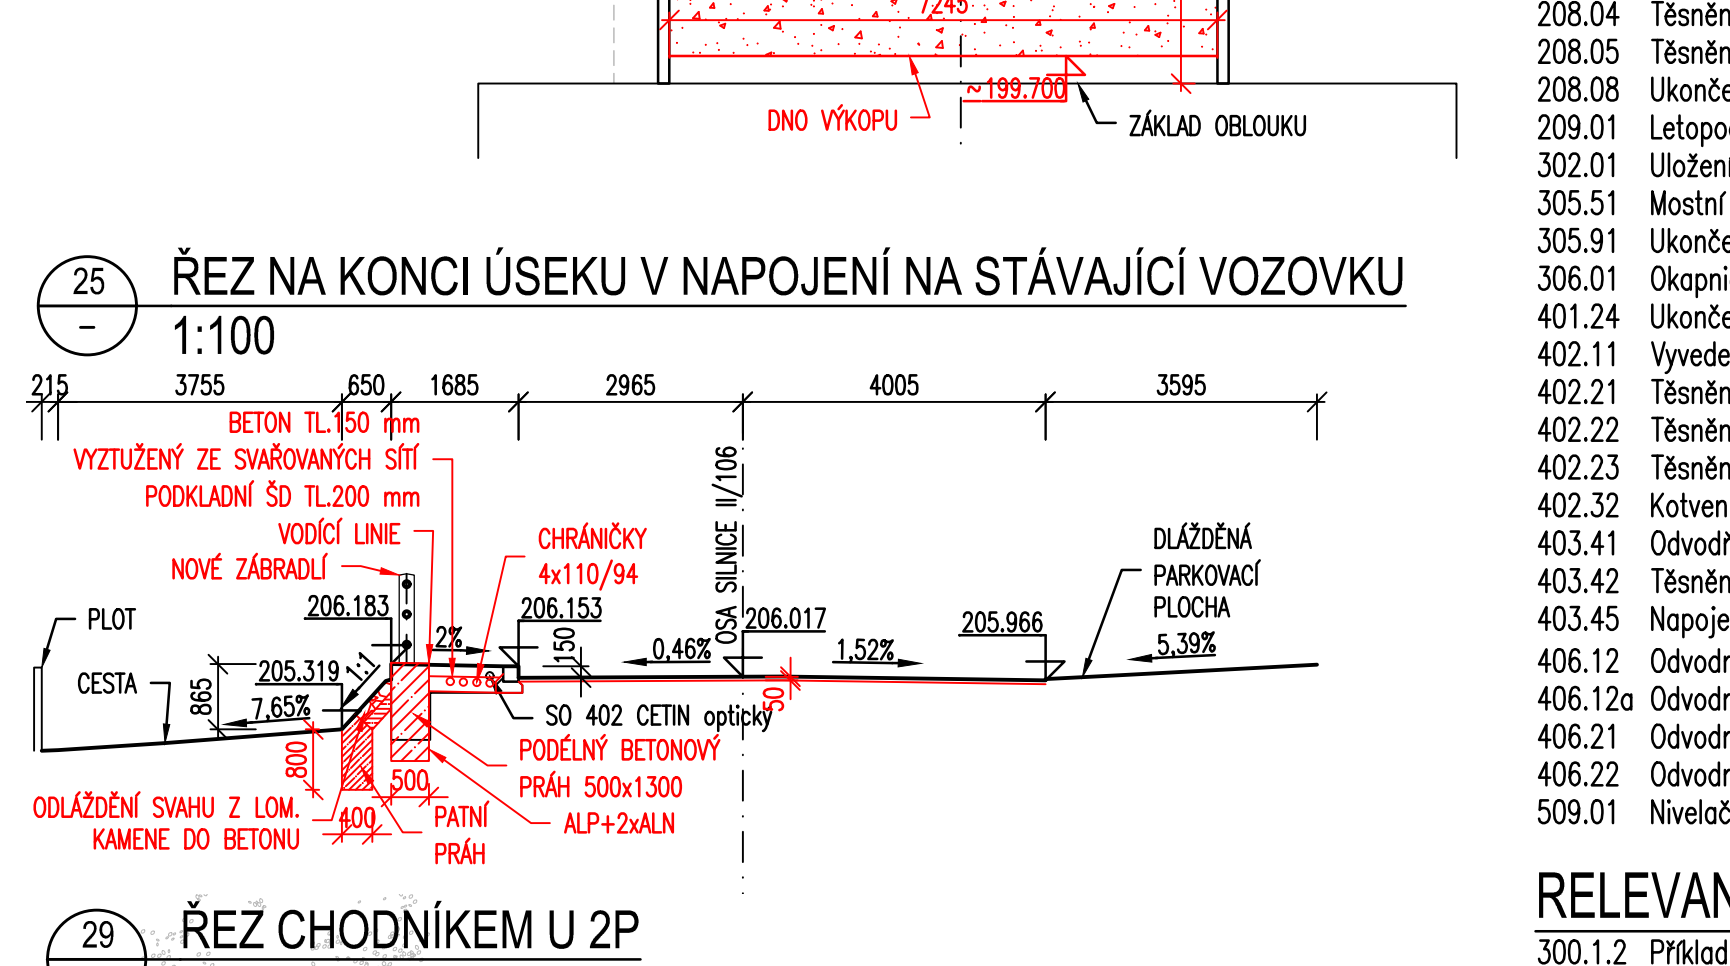 7245
~199.700
DNO VÝKOPU
ZÁKLAD OBLOUKU
25
–
ŘEZ NA KONCI ÚSEKU V NAPOJENÍ NA STÁVAJÍCÍ VOZOVKU
1:100
215 3755 650 1685 2965 4005 3595
BETON TL.150 mm
VYZTUŽENÝ ZE SVAŘOVANÝCH SÍTÍ
PODKLADNÍ ŠD TL.200 mm
VODÍCÍ LINIE
NOVÉ ZÁBRADLÍ
CHRÁNIČKY
4x110/94
OSA SILNICE II/106
DLÁŽDĚNÁ
PARKOVACÍ
PLOCHA
PLOT
CESTA
206.183
206.153
206.017
205.966
205.319
1:1
2%
150
0,46%
1,52%
5,39%
7,65%
865
800
50
500
400
SO 402 CETIN optický
PODÉLNÝ BETONOVÝ
PRÁH 500x1300
ALP+2xALN
PATNÍ
PRÁH
ODLÁŽDĚNÍ SVAHU Z LOM.
KAMENE DO BETONU
29
ŘEZ CHODNÍKEM U 2P
208.04
208.05
208.08
209.01
302.01
305.51 Mostní
305.91
306.01
401.24
402.11
402.21
402.22
402.23
402.32
403.41
403.42
403.45
406.12
406.12a
406.21
406.22
509.01
300.1.2 Příklad